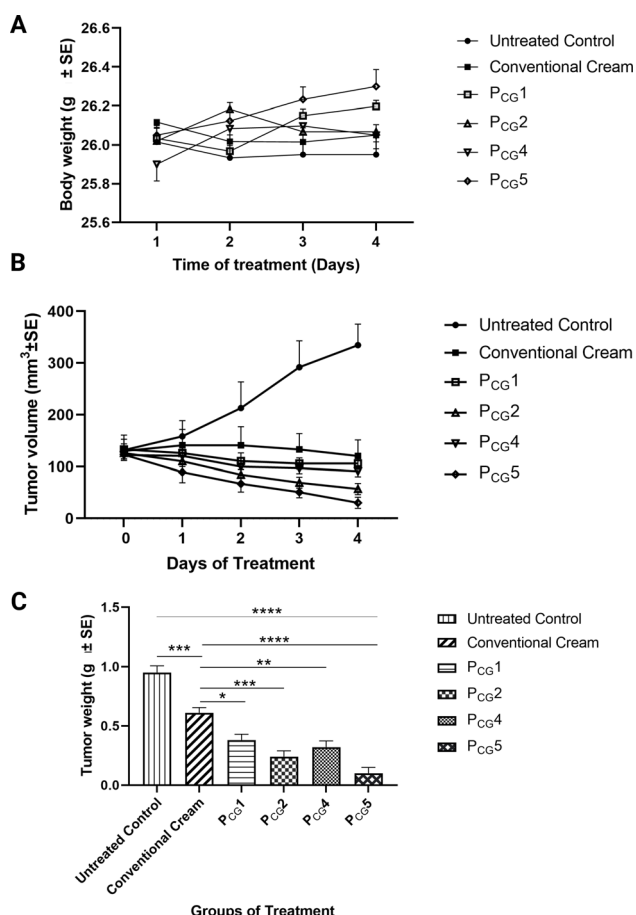 A
Body weight (g ± SE)
26.6
26.4
26.2
26.0
25.8
25.6
1 2 3 4
Time of treatment (Days)
Untreated Control
Conventional Cream
PCG1
PCG2
PCG4
PCG5
B
Tumor volume (mm³±SE)
400
300
200
100
0
0 1 2 3 4
Days of Treatment
Untreated Control
Conventional Cream
PCG1
PCG2
PCG4
PCG5
C
Tumor weight (g ± SE)
1.5
1.0
0.5
0.0
****
***
****
**
***
*
Untreated Control
Conventional Cream
PCG1
PCG2
PCG4
PCG5
Groups of Treatment
Untreated Control
Conventional Cream
PCG1
PCG2
PCG4
PCG5